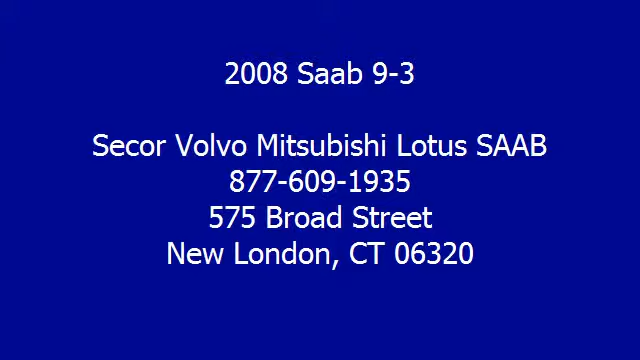 2008 Saab 9-3
Secor Volvo Mitsubishi Lotus SAAB
877-609-1935
575 Broad Street
New London, CT 06320